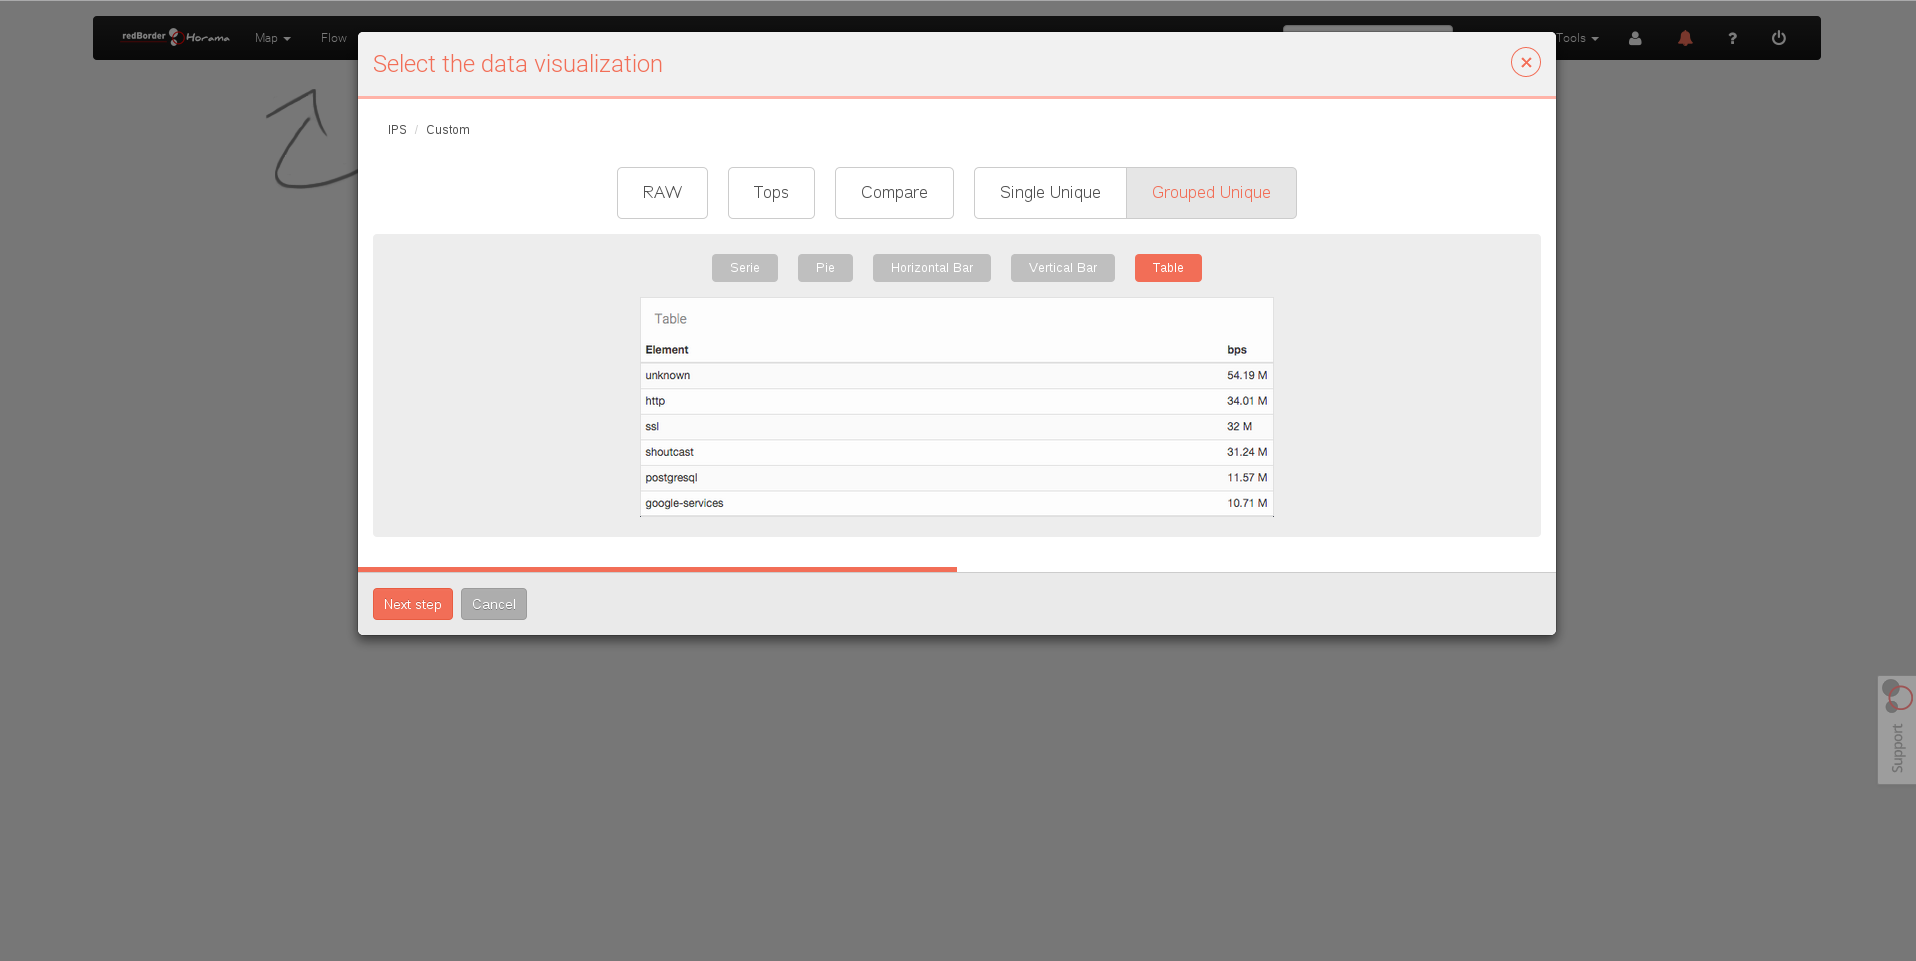 redBorder Horama Map Flow Tools ?
Select the data visualization
IPS / Custom
RAW Tops Compare Single Unique Grouped Unique
Serie Pie Horizontal Bar Vertical Bar Table
Table
Element bps
unknown 54.19 M
http 34.01 M
ssl 32 M
shoutcast 31.24 M
postgresql 11.57 M
google-services 10.71 M
Next step Cancel
Support